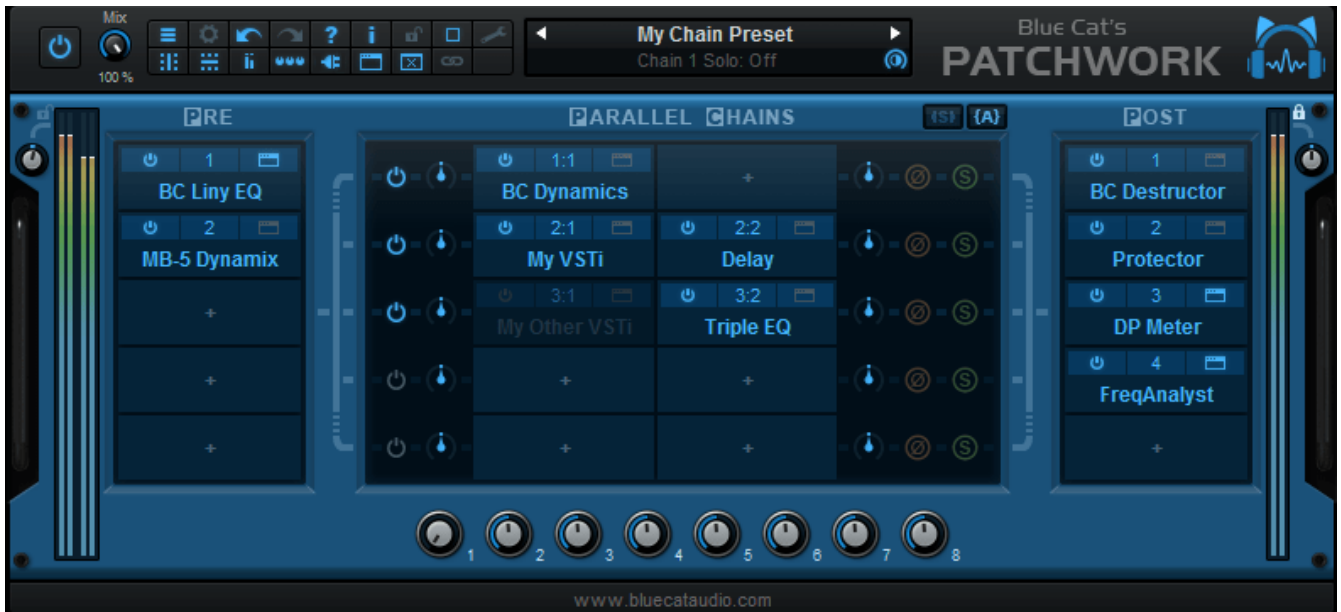 Mix
100 %
?
i
My Chain Preset
Chain 1 Solo: Off
Blue Cat's
PATCHWORK
PRE
PARALLEL CHAINS
{S}
{A}
POST
1
BC Liny EQ
2
MB-5 Dynamix
+
+
+
1:1
BC Dynamics
+
Ø
S
2:1
My VSTi
2:2
Delay
Ø
S
3:1
My Other VSTi
3:2
Triple EQ
Ø
S
+
+
Ø
S
+
+
Ø
S
1
BC Destructor
2
Protector
3
DP Meter
4
FreqAnalyst
+
1 2 3 4 5 6 7 8
www.bluecataudio.com